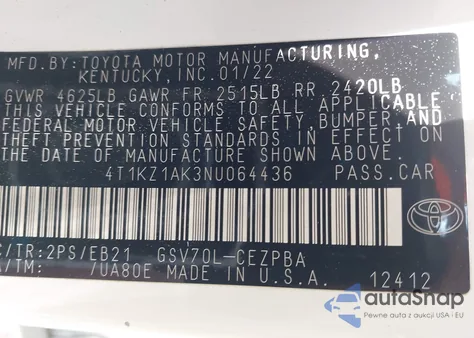 MFD. BY: TOYOTA MOTOR MANUFACTURING,
KENTUCKY, INC. 01/22
GVWR 4625LB GAWR FR 2515LB RR 2420LB
THIS VEHICLE CONFORMS TO ALL APPLICABLE
FEDERAL MOTOR VEHICLE SAFETY, BUMPER, AND
THEFT PREVENTION STANDARDS IN EFFECT ON
THE DATE OF MANUFACTURE SHOWN ABOVE.
4T1KZ1AK3NU064436 PASS.CAR
C/TR:2PS/EB21 GSV70L-CEZPBA
/TM: /UA80E MADE IN U.S.A. 12412
TOYOTA
autoSnap
Pewne auto z aukcji USA i EU